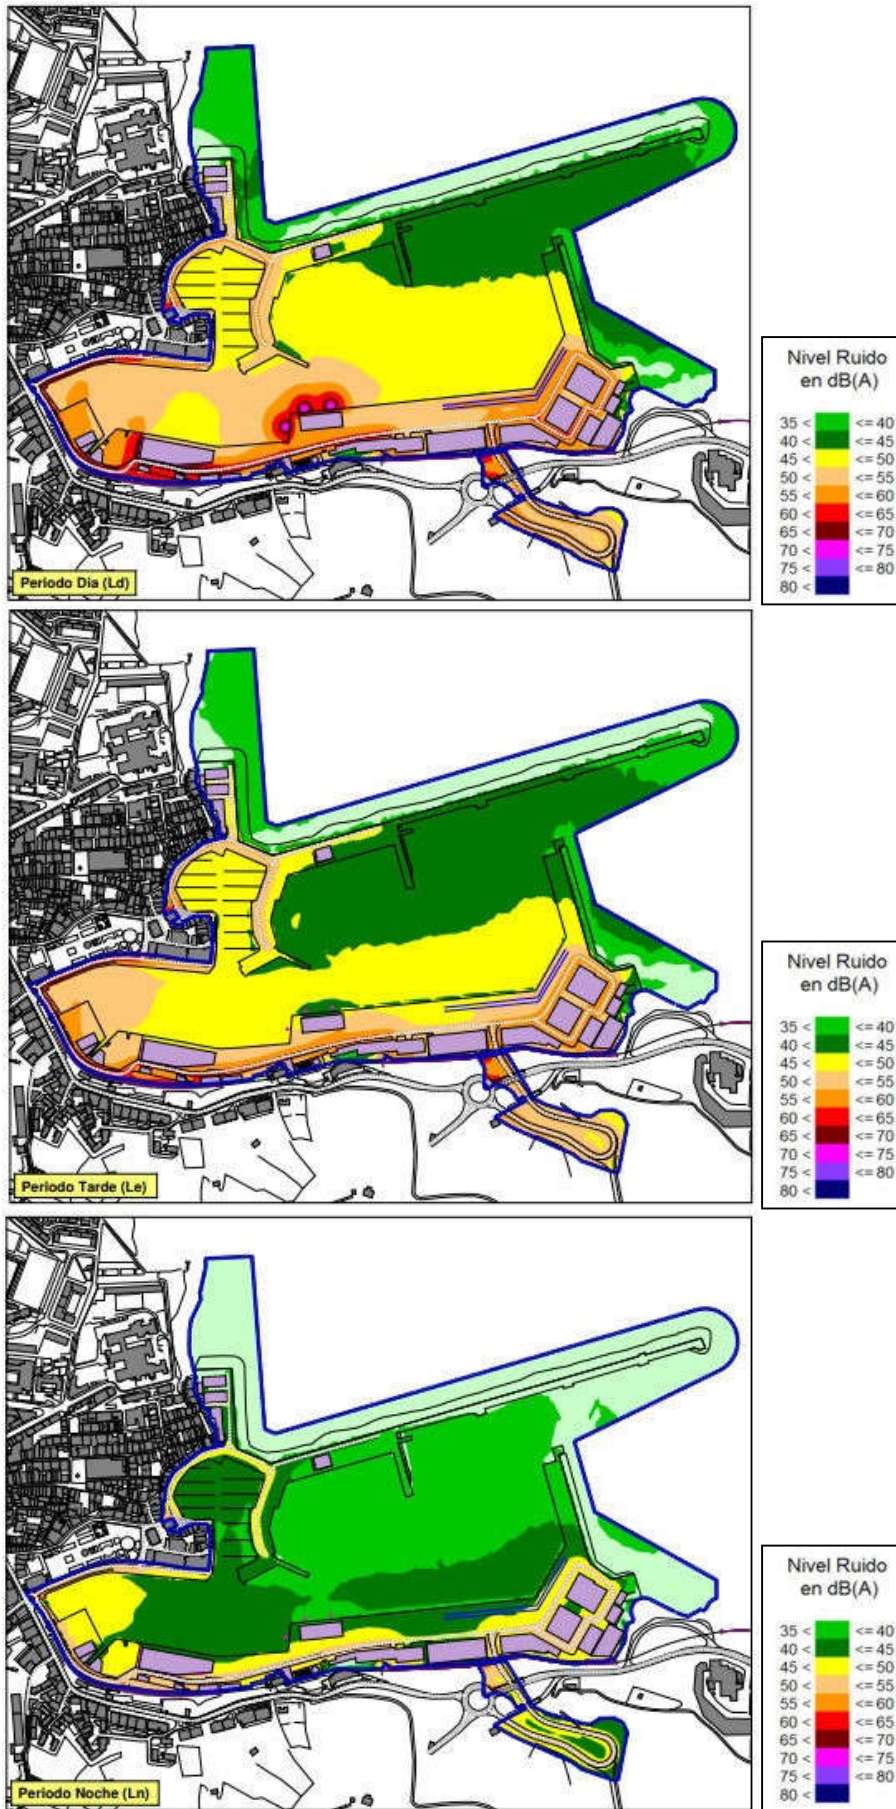 Nivel Ruido
en dB(A)
35 < <= 40
40 < <= 45
45 < <= 50
50 < <= 55
55 < <= 60
60 < <= 65
65 < <= 70
70 < <= 75
75 < <= 80
80 <
Periodo Dia (Ld)
Nivel Ruido
en dB(A)
35 < <= 40
40 < <= 45
45 < <= 50
50 < <= 55
55 < <= 60
60 < <= 65
65 < <= 70
70 < <= 75
75 < <= 80
80 <
Periodo Tarde (Le)
Nivel Ruido
en dB(A)
35 < <= 40
40 < <= 45
45 < <= 50
50 < <= 55
55 < <= 60
60 < <= 65
65 < <= 70
70 < <= 75
75 < <= 80
80 <
Periodo Noche (Ln)